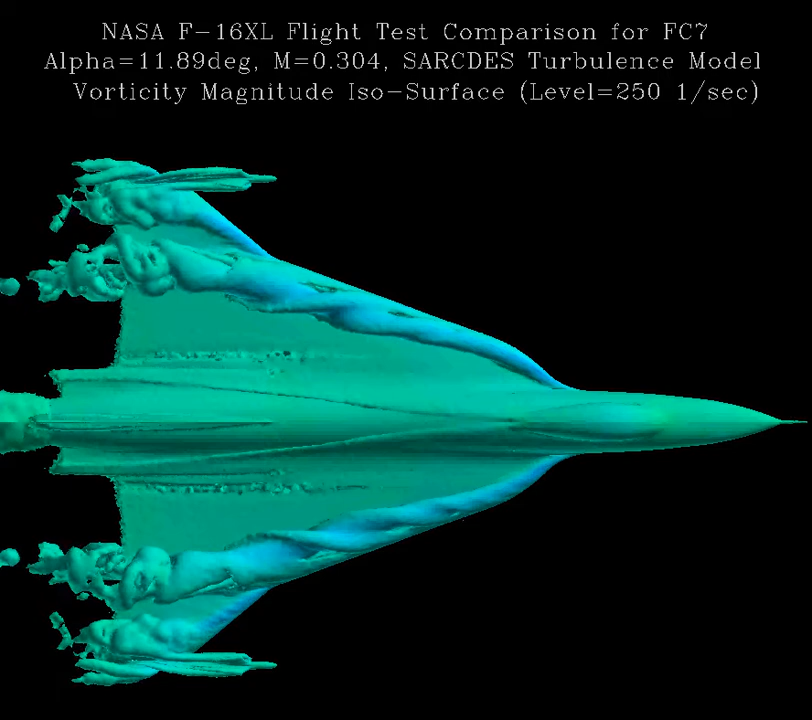 NASA F-16XL Flight Test Comparison for FC7
Alpha=11.89deg, M=0.304, SARCDES Turbulence Model
Vorticity Magnitude Iso-Surface (Level=250 1/sec)